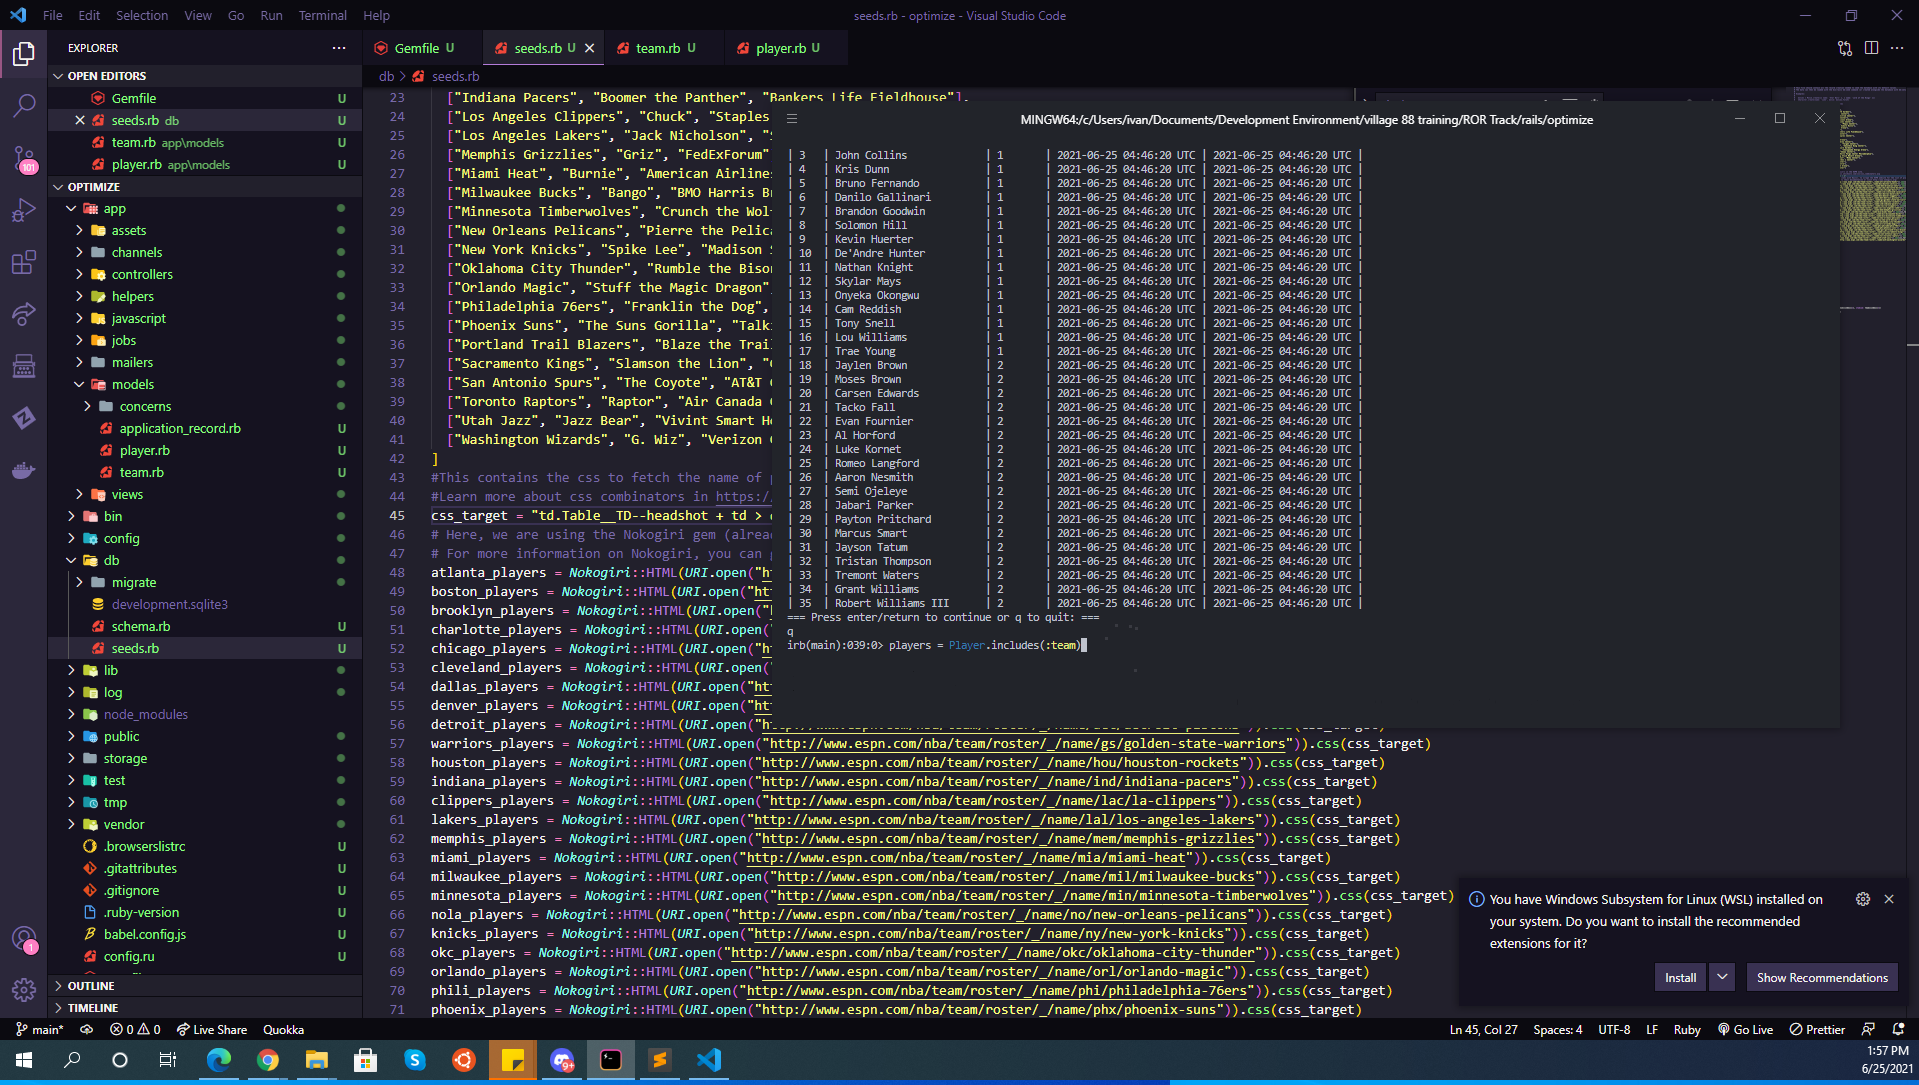 File Edit Selection View Go Run Terminal Help
seeds.rb - optimize - Visual Studio Code
EXPLORER
OPEN EDITORS
Gemfile U
seeds.rb db U
team.rb app\models U
player.rb app\models U
OPTIMIZE
app
assets
channels
controllers
helpers
javascript
jobs
mailers
models
concerns
application_record.rb U
player.rb U
team.rb U
views
bin
config
db
migrate
development.sqlite3
schema.rb U
seeds.rb U
lib
log
node_modules
public
storage
test
tmp
vendor
.browserslistrc U
.gitattributes U
.gitignore U
.ruby-version U
babel.config.js U
config.ru U
OUTLINE
TIMELINE
101
1
Gemfile U
seeds.rb U
team.rb U
player.rb U
db > seeds.rb
23 ["Indiana Pacers", "Boomer the Panther", "Bankers Life Fieldhouse"],
24 ["Los Angeles Clippers", "Chuck", "Staples
25 ["Los Angeles Lakers", "Jack Nicholson", "S
26 ["Memphis Grizzlies", "Griz", "FedExForum"
27 ["Miami Heat", "Burnie", "American Airline
28 ["Milwaukee Bucks", "Bango", "BMO Harris Br
29 ["Minnesota Timberwolves", "Crunch the Wol
30 ["New Orleans Pelicans", "Pierre the Pelica
31 ["New York Knicks", "Spike Lee", "Madison S
32 ["Oklahoma City Thunder", "Rumble the Biso
33 ["Orlando Magic", "Stuff the Magic Dragon"
34 ["Philadelphia 76ers", "Franklin the Dog",
35 ["Phoenix Suns", "The Suns Gorilla", "Talki
36 ["Portland Trail Blazers", "Blaze the Trail
37 ["Sacramento Kings", "Slamson the Lion", "
38 ["San Antonio Spurs", "The Coyote", "AT&T
39 ["Toronto Raptors", "Raptor", "Air Canada
40 ["Utah Jazz", "Jazz Bear", "Vivint Smart Ho
41 ["Washington Wizards", "G. Wiz", "Verizon
42 ]
43 #This contains the css to fetch the name of
44 #Learn more about css combinators in https:/
45 css_target = "td.Table__TD--headshot + td >
46 # Here, we are using the Nokogiri gem (alrea
47 # For more information on Nokogiri, you can
48 atlanta_players = Nokogiri::HTML(URI.open("ht
49 boston_players = Nokogiri::HTML(URI.open("htt
50 brooklyn_players = Nokogiri::HTML(URI.open("
51 charlotte_players = Nokogiri::HTML(URI.open("
52 chicago_players = Nokogiri::HTML(URI.open("ht
53 cleveland_players = Nokogiri::HTML(URI.open("
54 dallas_players = Nokogiri::HTML(URI.open("htt
55 denver_players = Nokogiri::HTML(URI.open("htt
56 detroit_players = Nokogiri::HTML(URI.open("h
57 warriors_players = Nokogiri::HTML(URI.open("http://www.espn.com/nba/team/roster/_/name/gs/golden-state-warriors")).css(css_target)
58 houston_players = Nokogiri::HTML(URI.open("http://www.espn.com/nba/team/roster/_/name/hou/houston-rockets")).css(css_target)
59 indiana_players = Nokogiri::HTML(URI.open("http://www.espn.com/nba/team/roster/_/name/ind/indiana-pacers")).css(css_target)
60 clippers_players = Nokogiri::HTML(URI.open("http://www.espn.com/nba/team/roster/_/name/lac/la-clippers")).css(css_target)
61 lakers_players = Nokogiri::HTML(URI.open("http://www.espn.com/nba/team/roster/_/name/lal/los-angeles-lakers")).css(css_target)
62 memphis_players = Nokogiri::HTML(URI.open("http://www.espn.com/nba/team/roster/_/name/mem/memphis-grizzlies")).css(css_target)
63 miami_players = Nokogiri::HTML(URI.open("http://www.espn.com/nba/team/roster/_/name/mia/miami-heat")).css(css_target)
64 milwaukee_players = Nokogiri::HTML(URI.open("http://www.espn.com/nba/team/roster/_/name/mil/milwaukee-bucks")).css(css_target)
65 minnesota_players = Nokogiri::HTML(URI.open("http://www.espn.com/nba/team/roster/_/name/min/minnesota-timberwolves")).css(css_target)
66 nola_players = Nokogiri::HTML(URI.open("http://www.espn.com/nba/team/roster/_/name/no/new-orleans-pelicans")).css(css_target)
67 knicks_players = Nokogiri::HTML(URI.open("http://www.espn.com/nba/team/roster/_/name/ny/new-york-knicks")).css(css_target)
68 okc_players = Nokogiri::HTML(URI.open("http://www.espn.com/nba/team/roster/_/name/okc/oklahoma-city-thunder")).css(css_target)
69 orlando_players = Nokogiri::HTML(URI.open("http://www.espn.com/nba/team/roster/_/name/orl/orlando-magic")).css(css_target)
70 phili_players = Nokogiri::HTML(URI.open("http://www.espn.com/nba/team/roster/_/name/phi/philadelphia-76ers")).css(css_target)
71 phoenix_players = Nokogiri::HTML(URI.open("http://www.espn.com/nba/team/roster/_/name/phx/phoenix-suns")).css(css_target)
MINGW64:/c/Users/ivan/Documents/Development Environment/village 88 training/ROR Track/rails/optimize
| 3 | John Collins | 1 | 2021-06-25 04:46:20 UTC | 2021-06-25 04:46:20 UTC |
| 4 | Kris Dunn | 1 | 2021-06-25 04:46:20 UTC | 2021-06-25 04:46:20 UTC |
| 5 | Bruno Fernando | 1 | 2021-06-25 04:46:20 UTC | 2021-06-25 04:46:20 UTC |
| 6 | Danilo Gallinari | 1 | 2021-06-25 04:46:20 UTC | 2021-06-25 04:46:20 UTC |
| 7 | Brandon Goodwin | 1 | 2021-06-25 04:46:20 UTC | 2021-06-25 04:46:20 UTC |
| 8 | Solomon Hill | 1 | 2021-06-25 04:46:20 UTC | 2021-06-25 04:46:20 UTC |
| 9 | Kevin Huerter | 1 | 2021-06-25 04:46:20 UTC | 2021-06-25 04:46:20 UTC |
| 10 | De'Andre Hunter | 1 | 2021-06-25 04:46:20 UTC | 2021-06-25 04:46:20 UTC |
| 11 | Nathan Knight | 1 | 2021-06-25 04:46:20 UTC | 2021-06-25 04:46:20 UTC |
| 12 | Skylar Mays | 1 | 2021-06-25 04:46:20 UTC | 2021-06-25 04:46:20 UTC |
| 13 | Onyeka Okongwu | 1 | 2021-06-25 04:46:20 UTC | 2021-06-25 04:46:20 UTC |
| 14 | Cam Reddish | 1 | 2021-06-25 04:46:20 UTC | 2021-06-25 04:46:20 UTC |
| 15 | Tony Snell | 1 | 2021-06-25 04:46:20 UTC | 2021-06-25 04:46:20 UTC |
| 16 | Lou Williams | 1 | 2021-06-25 04:46:20 UTC | 2021-06-25 04:46:20 UTC |
| 17 | Trae Young | 1 | 2021-06-25 04:46:20 UTC | 2021-06-25 04:46:20 UTC |
| 18 | Jaylen Brown | 2 | 2021-06-25 04:46:20 UTC | 2021-06-25 04:46:20 UTC |
| 19 | Moses Brown | 2 | 2021-06-25 04:46:20 UTC | 2021-06-25 04:46:20 UTC |
| 20 | Carsen Edwards | 2 | 2021-06-25 04:46:20 UTC | 2021-06-25 04:46:20 UTC |
| 21 | Tacko Fall | 2 | 2021-06-25 04:46:20 UTC | 2021-06-25 04:46:20 UTC |
| 22 | Evan Fournier | 2 | 2021-06-25 04:46:20 UTC | 2021-06-25 04:46:20 UTC |
| 23 | Al Horford | 2 | 2021-06-25 04:46:20 UTC | 2021-06-25 04:46:20 UTC |
| 24 | Luke Kornet | 2 | 2021-06-25 04:46:20 UTC | 2021-06-25 04:46:20 UTC |
| 25 | Romeo Langford | 2 | 2021-06-25 04:46:20 UTC | 2021-06-25 04:46:20 UTC |
| 26 | Aaron Nesmith | 2 | 2021-06-25 04:46:20 UTC | 2021-06-25 04:46:20 UTC |
| 27 | Semi Ojeleye | 2 | 2021-06-25 04:46:20 UTC | 2021-06-25 04:46:20 UTC |
| 28 | Jabari Parker | 2 | 2021-06-25 04:46:20 UTC | 2021-06-25 04:46:20 UTC |
| 29 | Payton Pritchard | 2 | 2021-06-25 04:46:20 UTC | 2021-06-25 04:46:20 UTC |
| 30 | Marcus Smart | 2 | 2021-06-25 04:46:20 UTC | 2021-06-25 04:46:20 UTC |
| 31 | Jayson Tatum | 2 | 2021-06-25 04:46:20 UTC | 2021-06-25 04:46:20 UTC |
| 32 | Tristan Thompson | 2 | 2021-06-25 04:46:20 UTC | 2021-06-25 04:46:20 UTC |
| 33 | Tremont Waters | 2 | 2021-06-25 04:46:20 UTC | 2021-06-25 04:46:20 UTC |
| 34 | Grant Williams | 2 | 2021-06-25 04:46:20 UTC | 2021-06-25 04:46:20 UTC |
| 35 | Robert Williams III | 2 | 2021-06-25 04:46:20 UTC | 2021-06-25 04:46:20 UTC |
=== Press enter/return to continue or q to quit: ===
q
irb(main):039:0> players = Player.includes(:team)
You have Windows Subsystem for Linux (WSL) installed on
your system. Do you want to install the recommended
extensions for it?
Install
Show Recommendations
main* 0 0 Live Share Quokka
Ln 45, Col 27 Spaces: 4 UTF-8 LF Ruby Go Live Prettier
9+
1:57 PM
6/25/2021